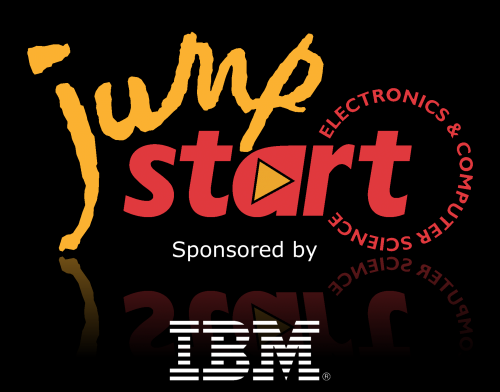 jump
start
ELECTRONICS & COMPUTER SCIENCE
Sponsored by
IBM®